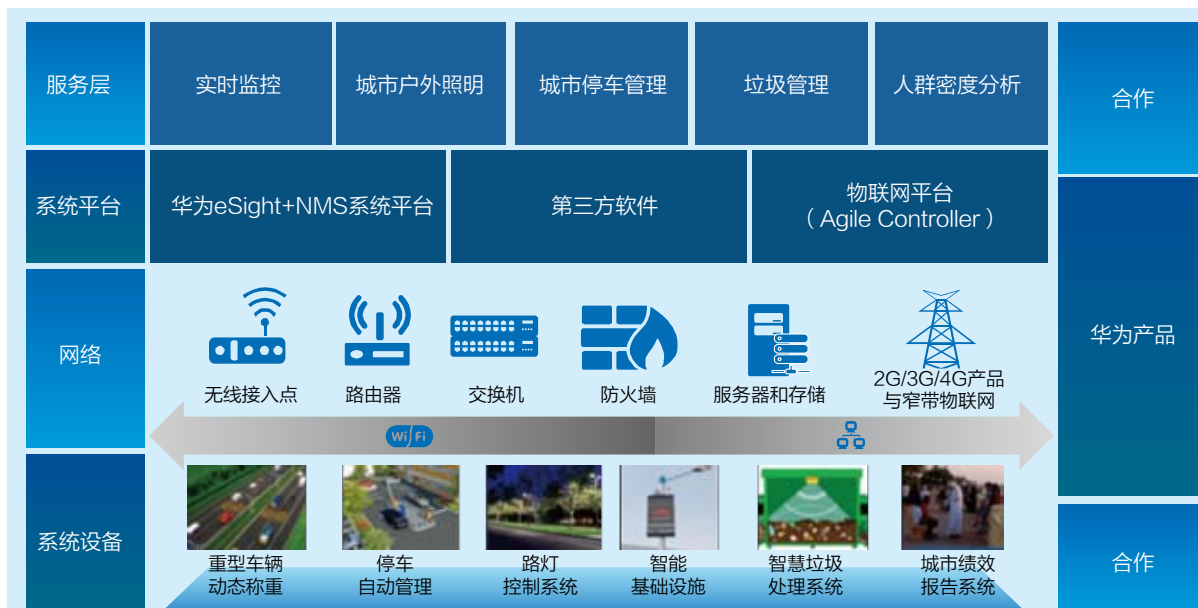 服务层
实时监控
城市户外照明
城市停车管理
垃圾管理
人群密度分析
合作
系统平台
华为eSight+NMS系统平台
第三方软件
物联网平台
（Agile Controller）
华为产品
网络
无线接入点
路由器
交换机
防火墙
服务器和存储
2G/3G/4G产品
与窄带物联网
WiFi
系统设备
重型车辆
动态称重
停车
自动管理
路灯
控制系统
智能
基础设施
智慧垃圾
处理系统
城市绩效
报告系统
合作